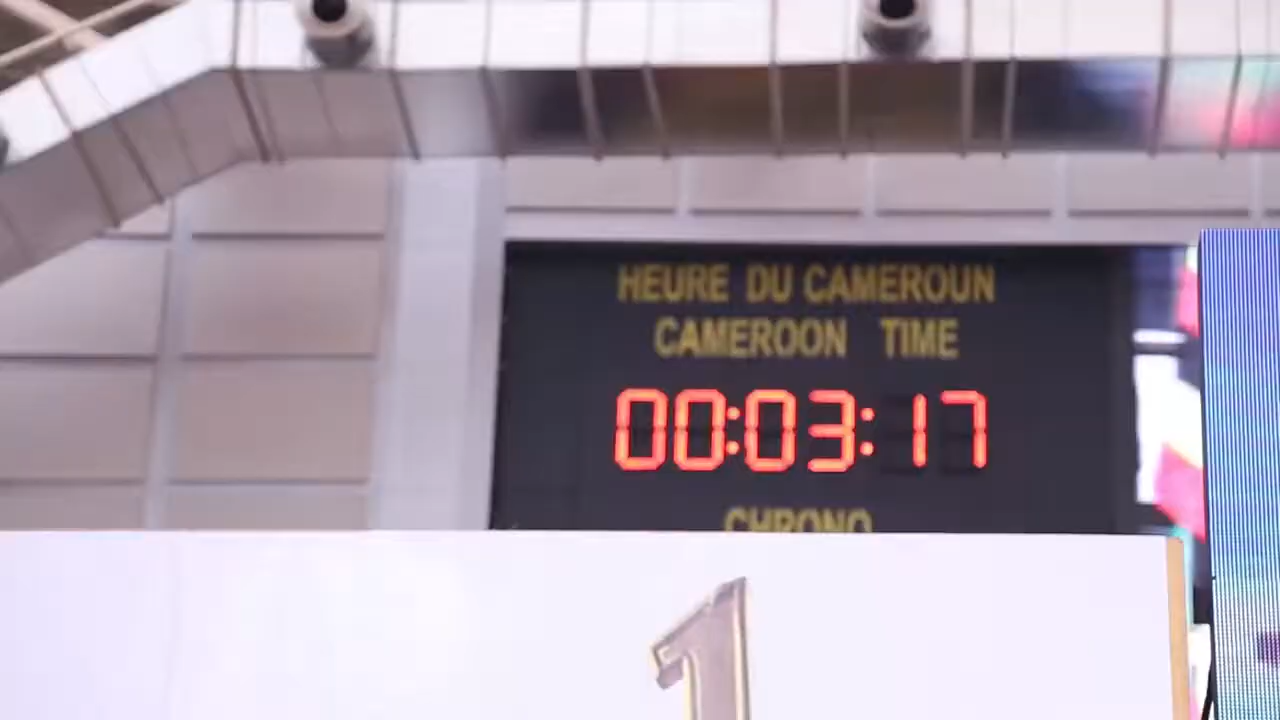 HEURE DU CAMEROUN
CAMEROON TIME
00:03:17
CHRONO
1